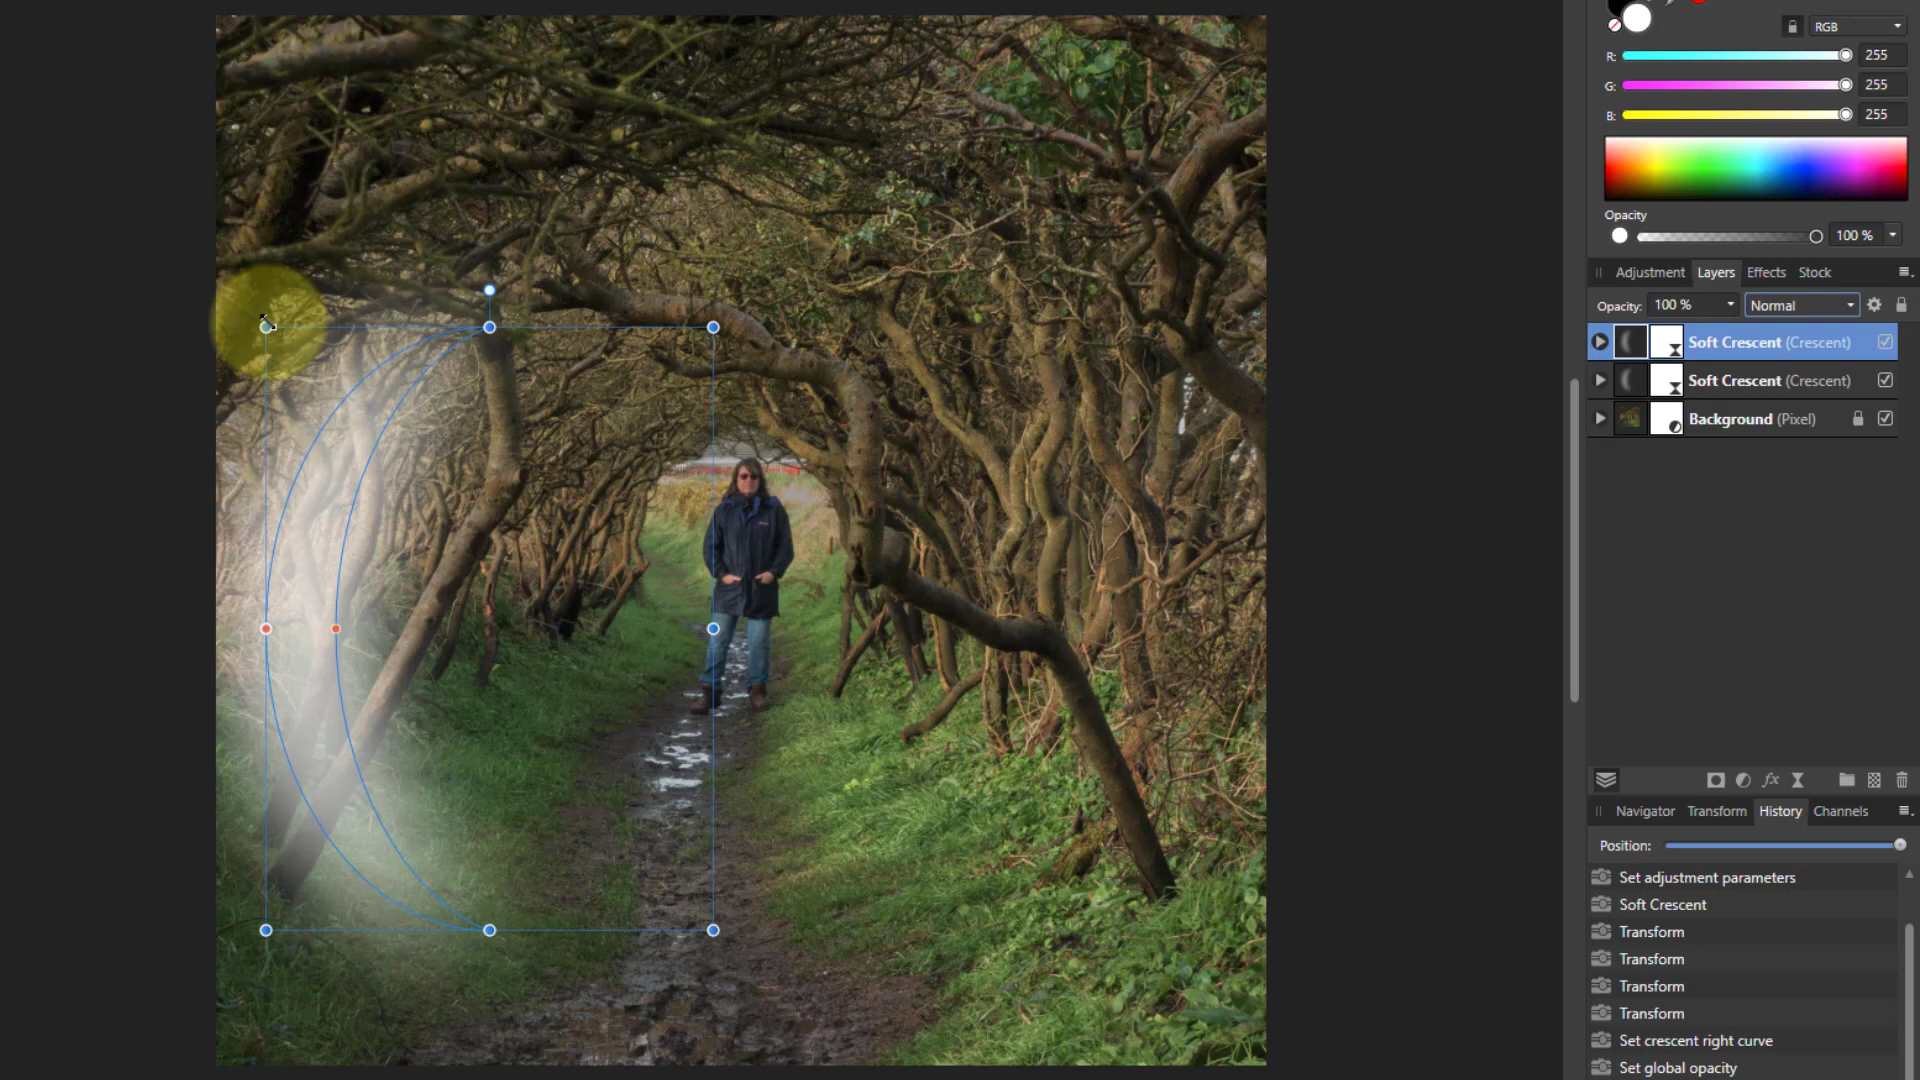 RGB
R: 255
G: 255
B: 255
Opacity
100 %
Adjustment Layers Effects Stock
Opacity: 100 % Normal
Soft Crescent (Crescent)
Soft Crescent (Crescent)
Background (Pixel)
fx
Navigator Transform History Channels
Position:
Set adjustment parameters
Soft Crescent
Transform
Transform
Transform
Transform
Set crescent right curve
Set global opacity